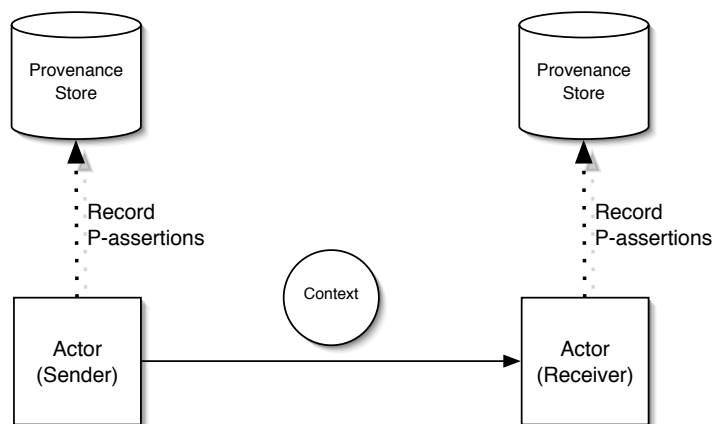 Provenance
Store
Provenance
Store
Record
P-assertions
Record
P-assertions
Context
Actor
(Sender)
Actor
(Receiver)